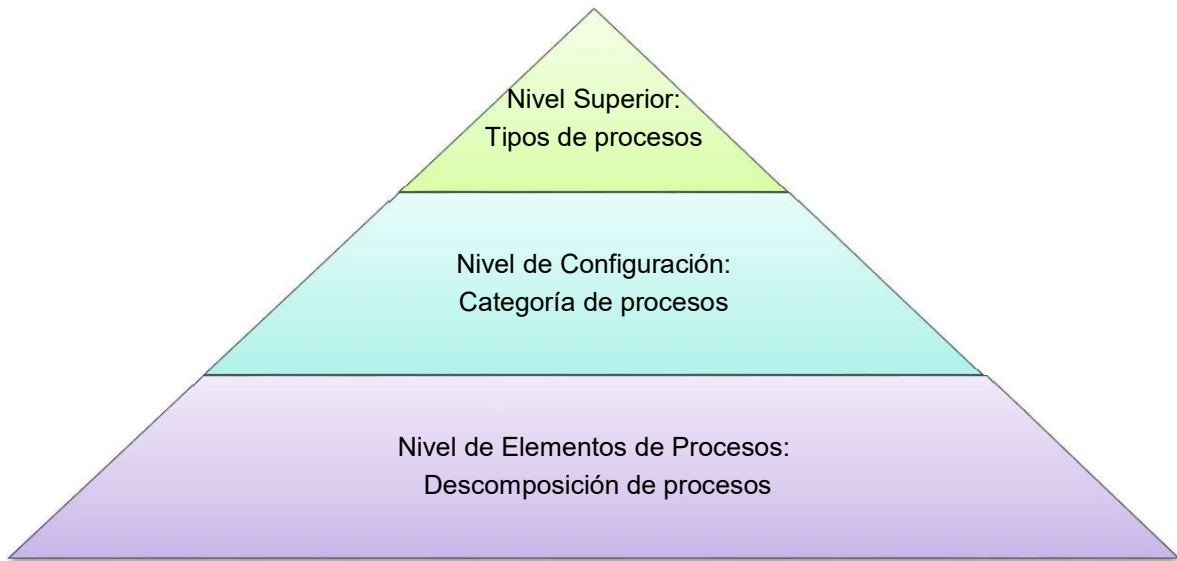 Nivel Superior:
Tipos de procesos
Nivel de Configuración:
Categoría de procesos
Nivel de Elementos de Procesos:
Descomposición de procesos